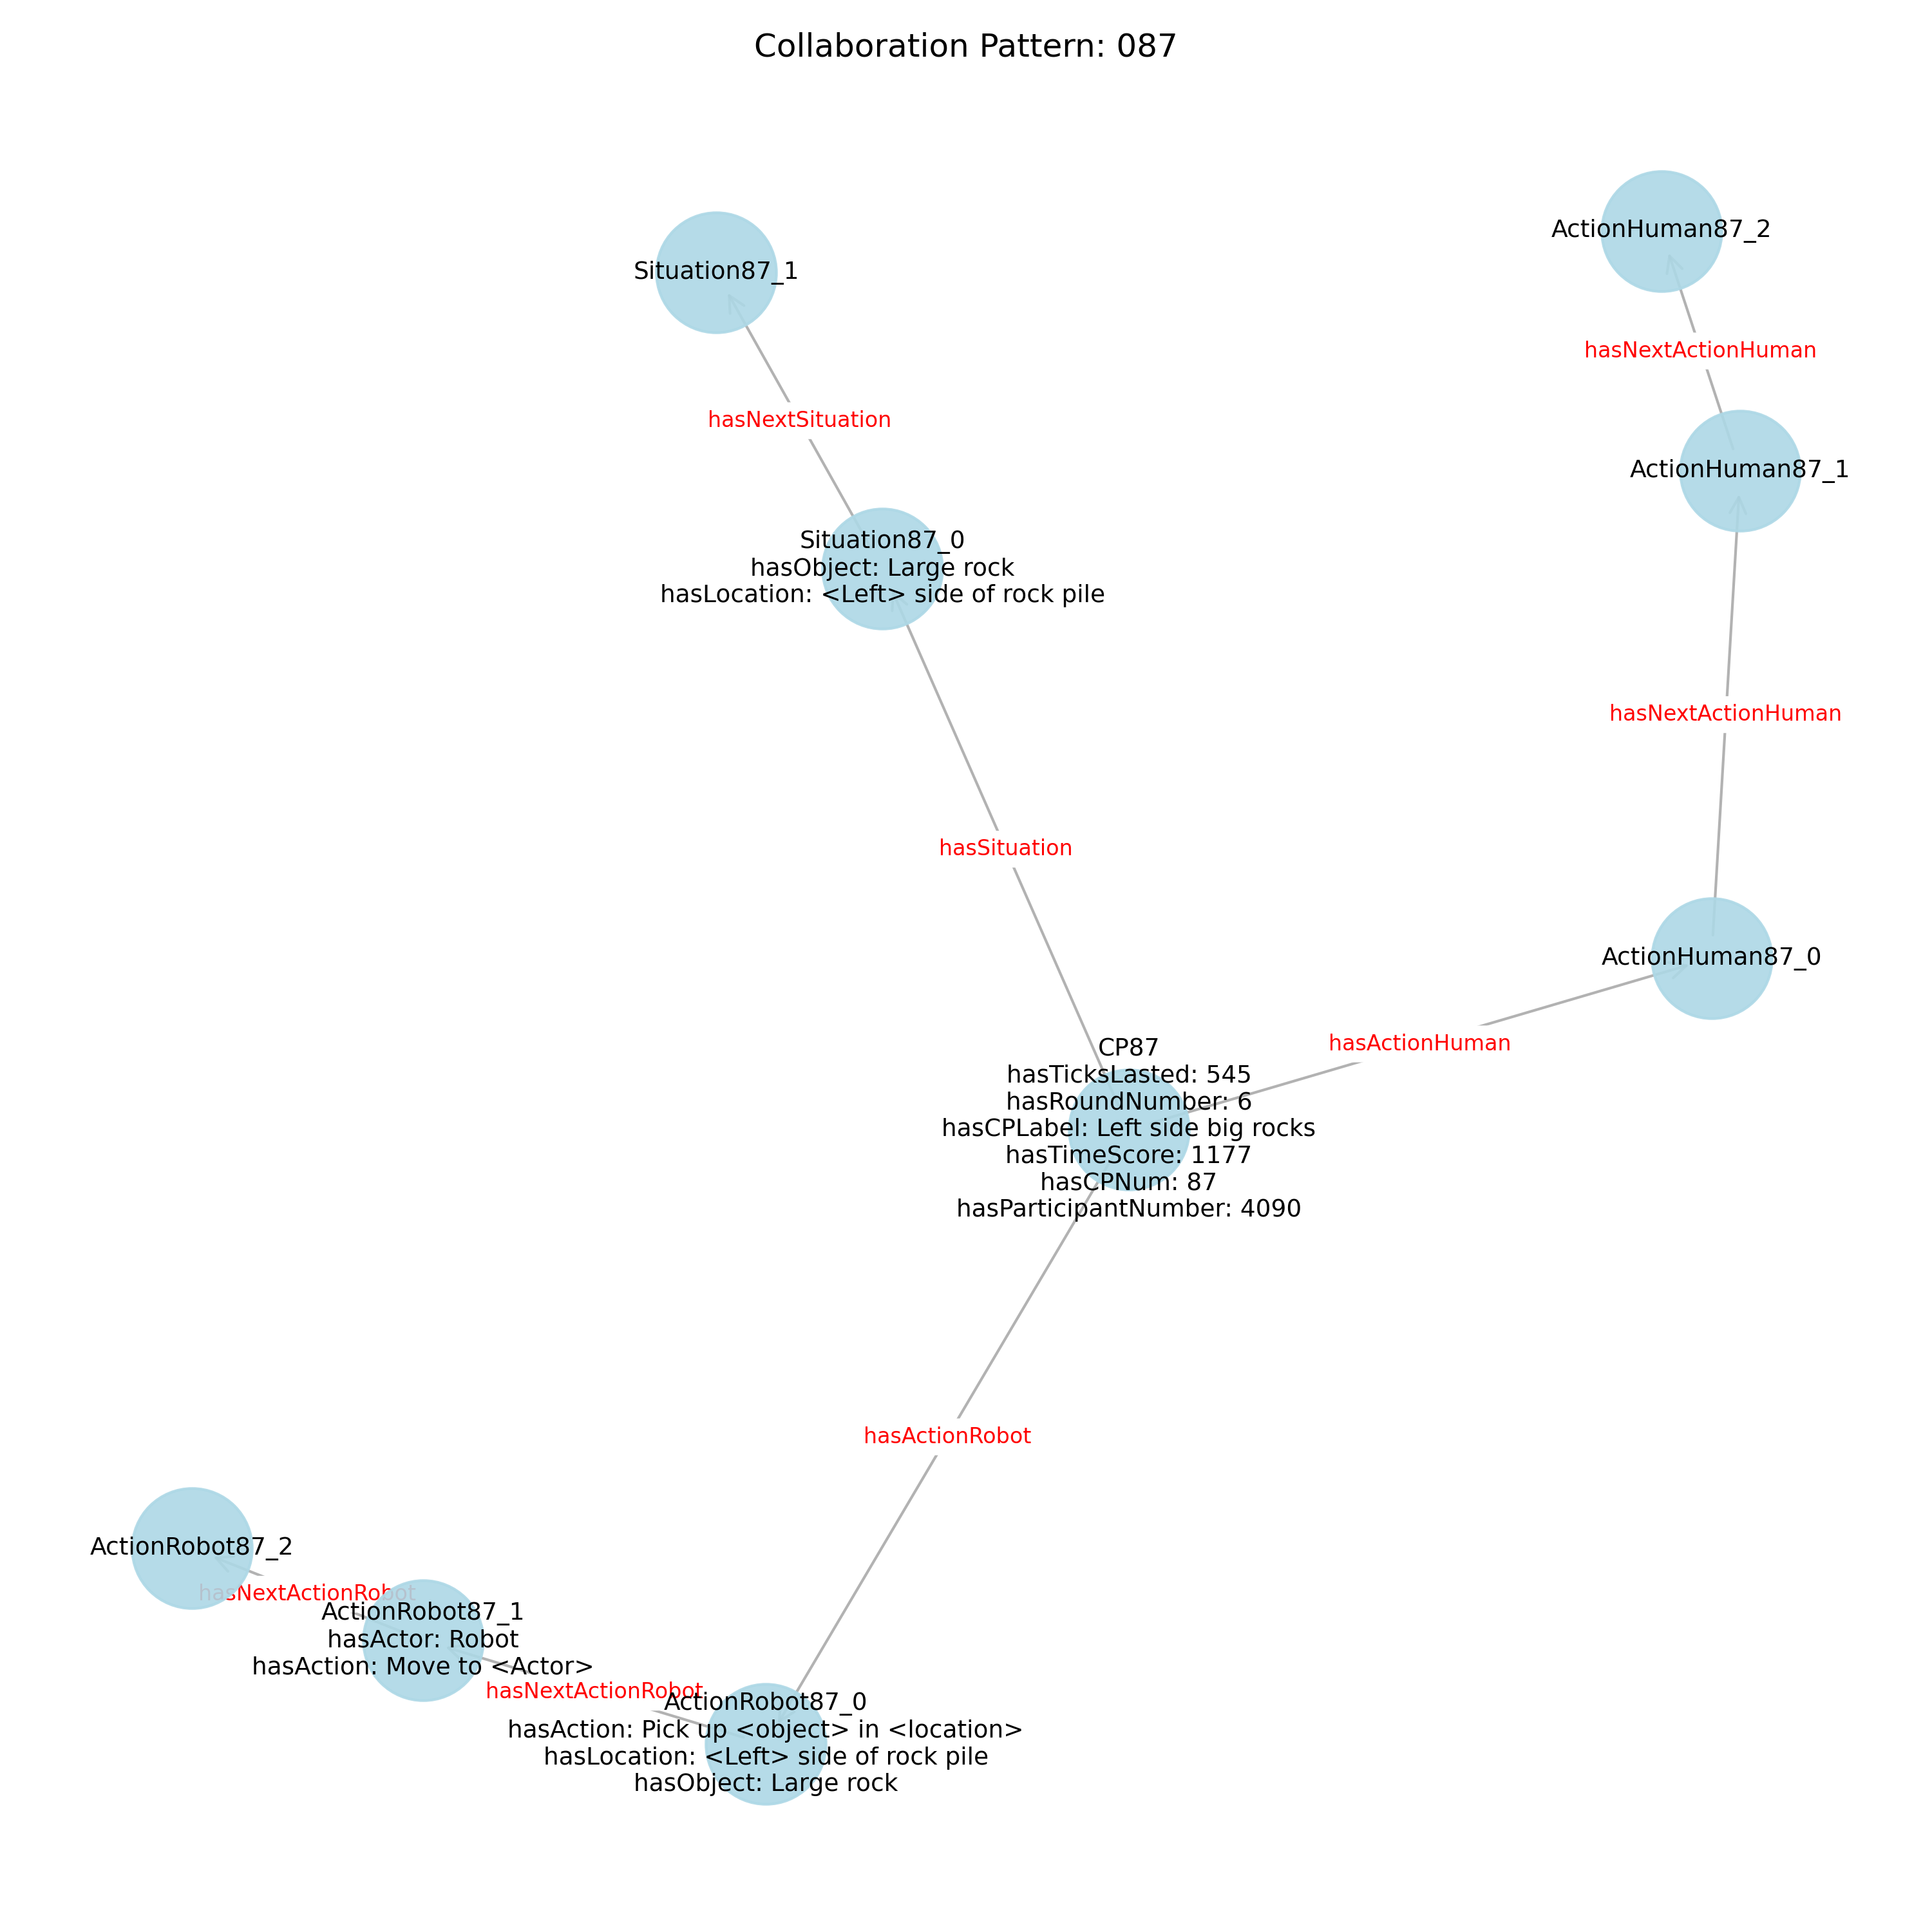 Collaboration Pattern: 087
ActionHuman87_2
Situation87_1
hasNextActionHuman
hasNextSituation
ActionHuman87_1
Situation87_0
hasObject: Large rock
hasLocation: <Left> side of rock pile
hasNextActionHuman
hasSituation
ActionHuman87_0
hasActionHuman
CP87
hasTicksLasted: 545
hasRoundNumber: 6
hasCPLabel: Left side big rocks
hasTimeScore: 1177
hasCPNum: 87
hasParticipantNumber: 4090
hasActionRobot
ActionRobot87_2
hasNextActionRobot
ActionRobot87_1
hasActor: Robot
hasAction: Move to <Actor>
hasNextActionRobot
ActionRobot87_0
hasAction: Pick up <object> in <location>
hasLocation: <Left> side of rock pile
hasObject: Large rock